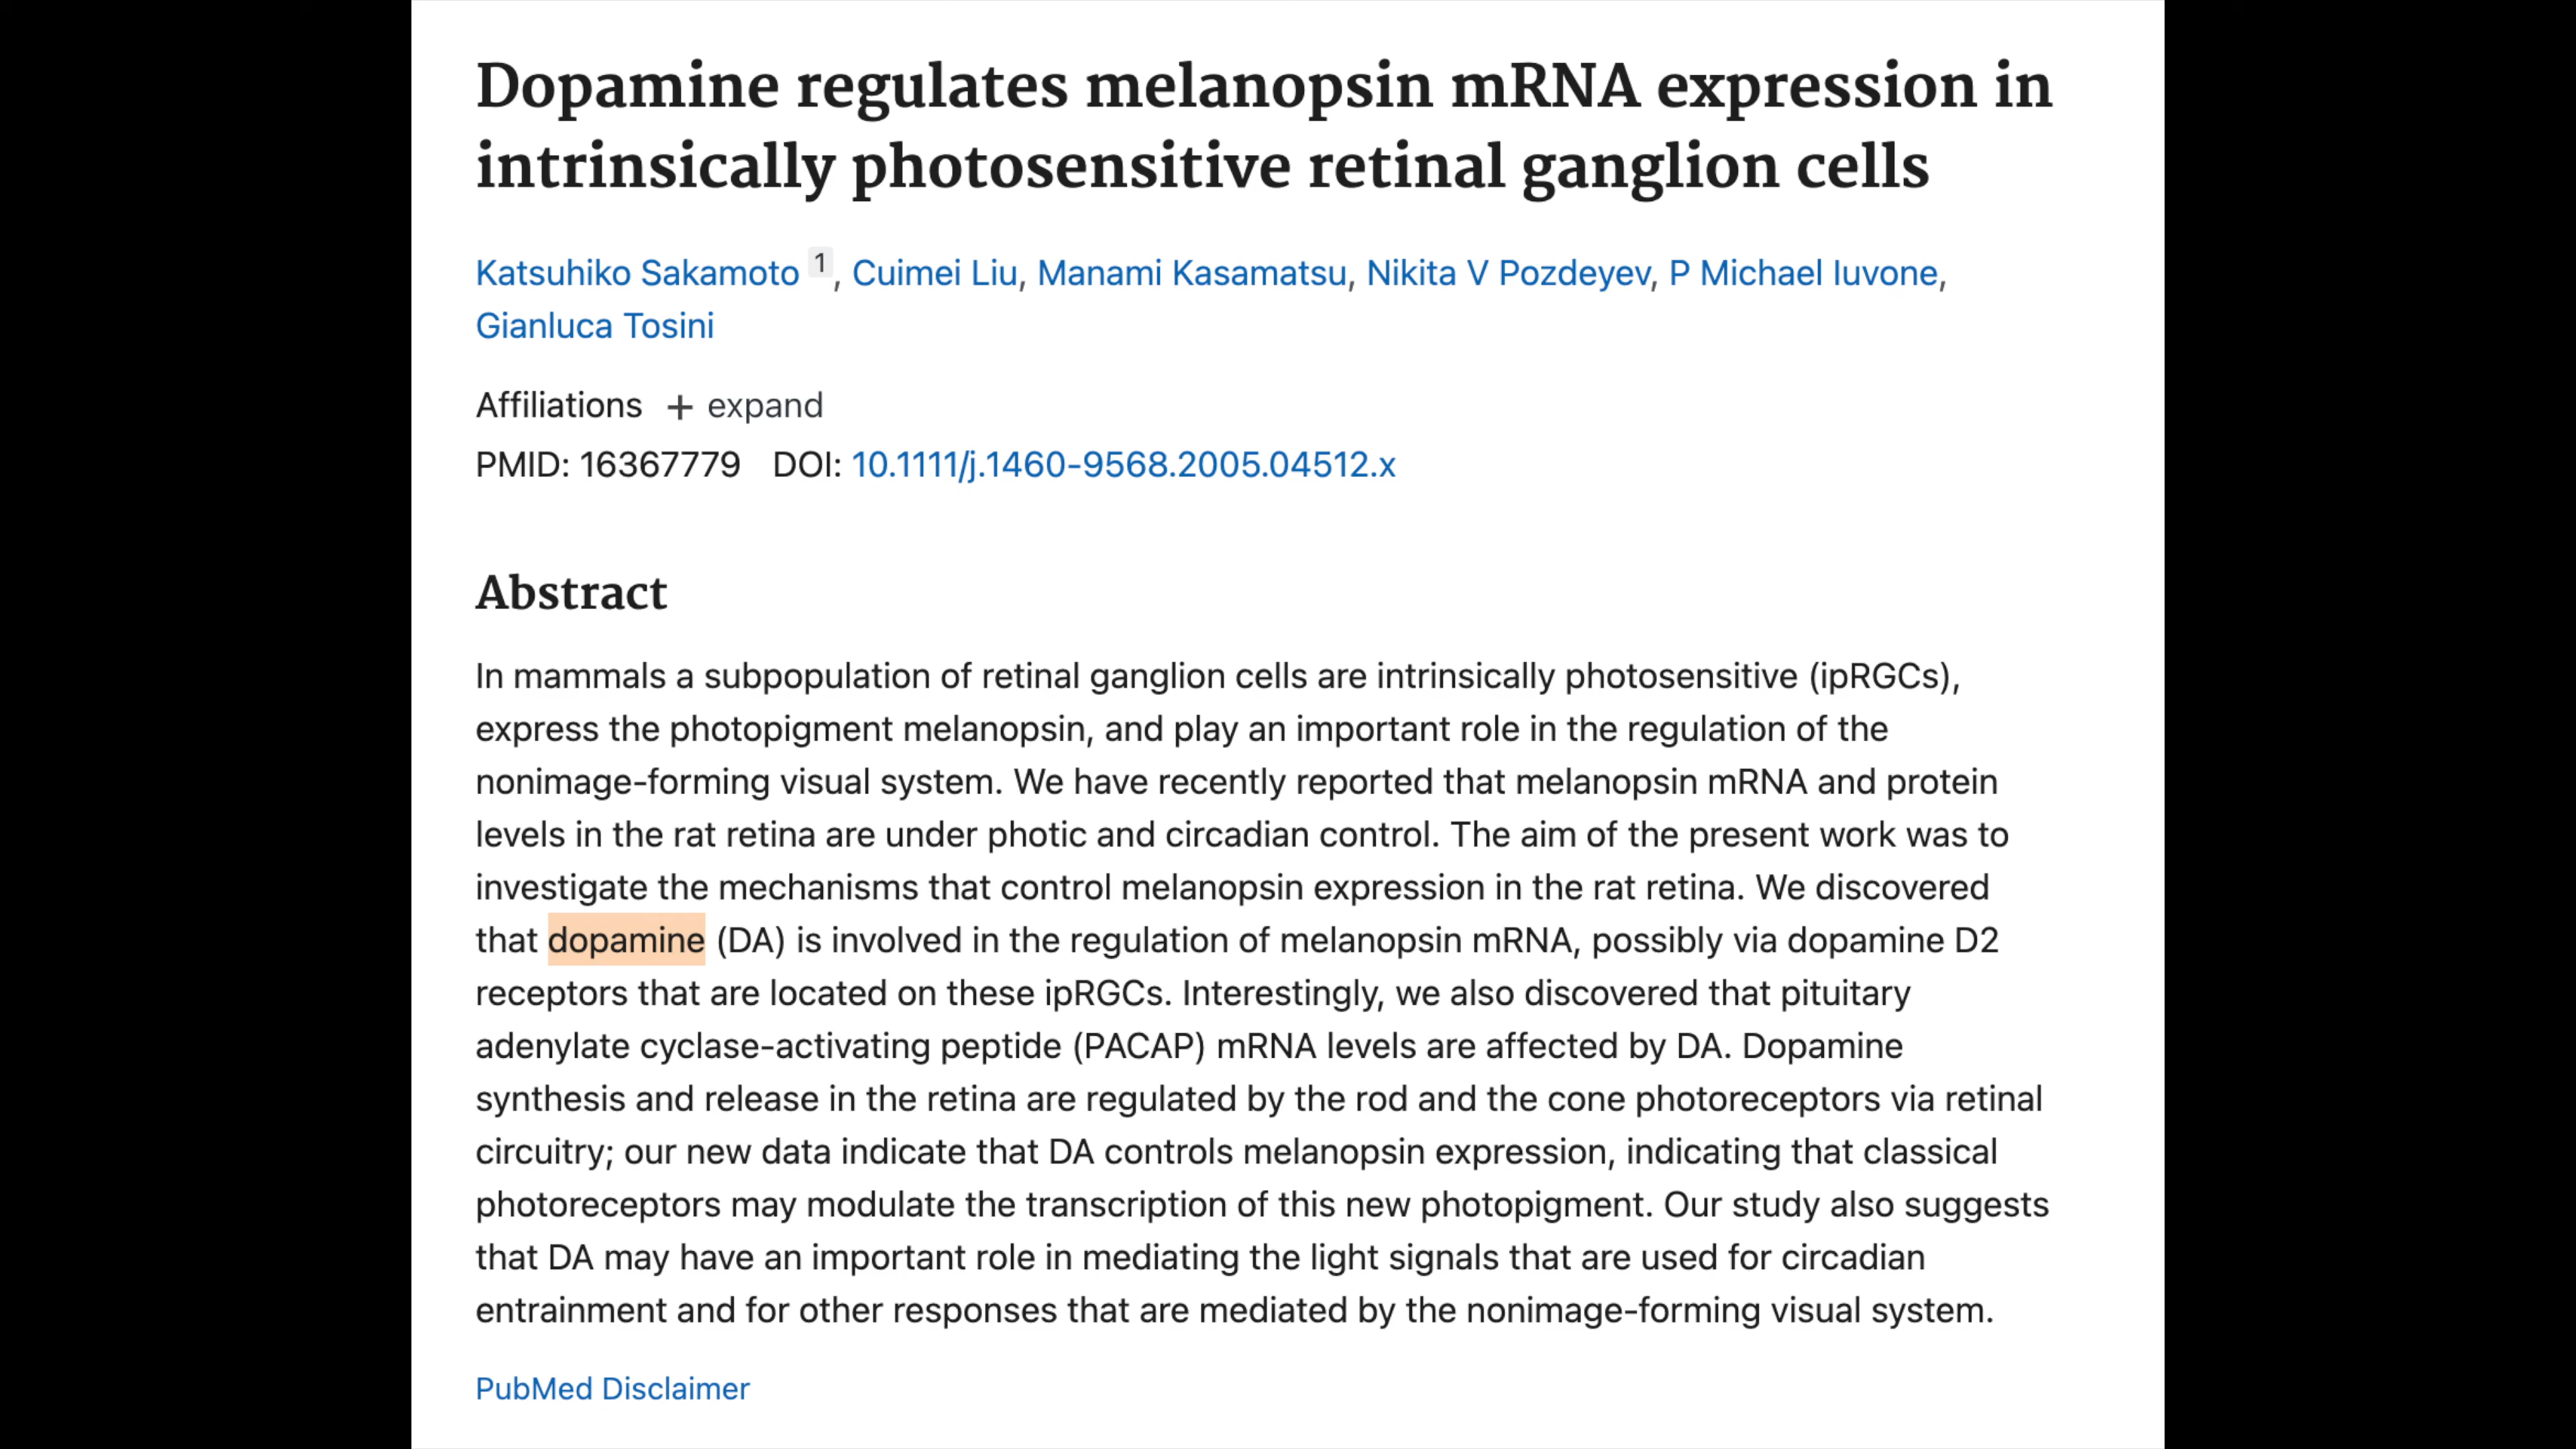 Dopamine regulates melanopsin mRNA expression in
intrinsically photosensitive retinal ganglion cells
Katsuhiko Sakamoto 1, Cuimei Liu, Manami Kasamatsu, Nikita V Pozdeyev, P Michael Iuvone,
Gianluca Tosini
Affiliations + expand
PMID: 16367779 DOI: 10.1111/j.1460-9568.2005.04512.x
Abstract
In mammals a subpopulation of retinal ganglion cells are intrinsically photosensitive (ipRGCs),
express the photopigment melanopsin, and play an important role in the regulation of the
nonimage-forming visual system. We have recently reported that melanopsin mRNA and protein
levels in the rat retina are under photic and circadian control. The aim of the present work was to
investigate the mechanisms that control melanopsin expression in the rat retina. We discovered
that dopamine (DA) is involved in the regulation of melanopsin mRNA, possibly via dopamine D2
receptors that are located on these ipRGCs. Interestingly, we also discovered that pituitary
adenylate cyclase-activating peptide (PACAP) mRNA levels are affected by DA. Dopamine
synthesis and release in the retina are regulated by the rod and the cone photoreceptors via retinal
circuitry; our new data indicate that DA controls melanopsin expression, indicating that classical
photoreceptors may modulate the transcription of this new photopigment. Our study also suggests
that DA may have an important role in mediating the light signals that are used for circadian
entrainment and for other responses that are mediated by the nonimage-forming visual system.
PubMed Disclaimer